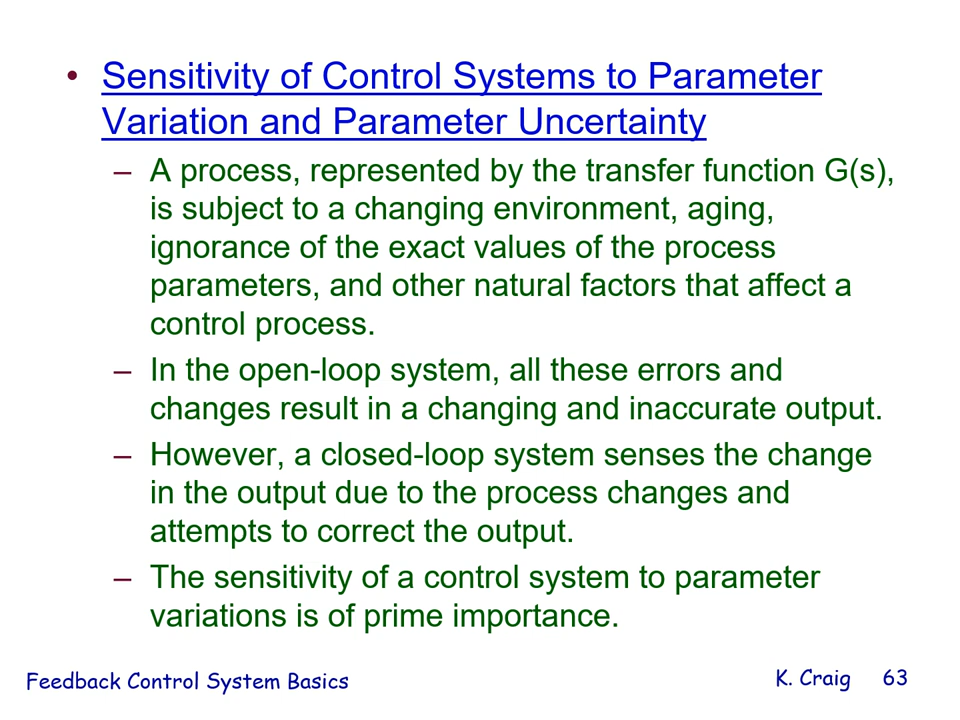 • Sensitivity of Control Systems to Parameter
Variation and Parameter Uncertainty
– A process, represented by the transfer function G(s),
is subject to a changing environment, aging,
ignorance of the exact values of the process
parameters, and other natural factors that affect a
control process.
– In the open-loop system, all these errors and
changes result in a changing and inaccurate output.
– However, a closed-loop system senses the change
in the output due to the process changes and
attempts to correct the output.
– The sensitivity of a control system to parameter
variations is of prime importance.
Feedback Control System Basics
K. Craig 63